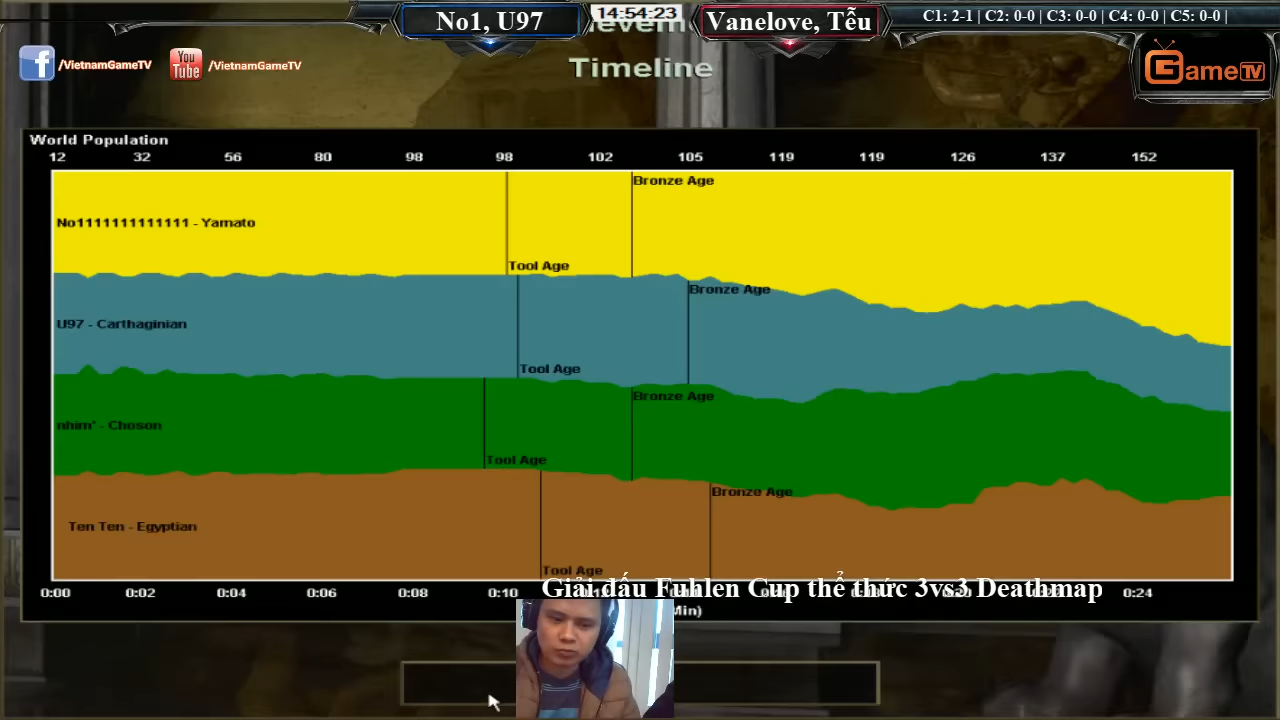 No1, U97
14:54:23
Vanelove, Tễu
C1: 2-1 | C2: 0-0 | C3: 0-0 | C4: 0-0 | C5: 0-0 |
/VietnamGameTV
You Tube /VietnamGameTV
GameTV
Timeline
World Population
12 32 56 80 98 98 102 105 119 119 126 137 152
Bronze Age
No1111111111111 - Yamato
Tool Age
Bronze Age
U97 - Carthaginian
Tool Age
Bronze Age
nhim' - Choson
Tool Age
Bronze Age
Ten Ten - Egyptian
Tool Age
Giải đấu Fuhlen Cup thể thức 3vs3 Deathmap
0:00 0:02 0:04 0:06 0:08 0:10 0:24
Min)